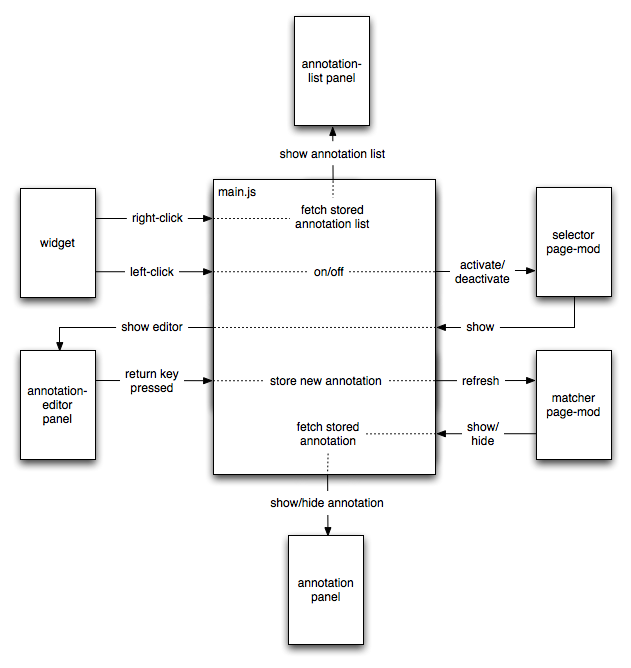 annotation-
list panel
show annotation list
main.js
fetch stored
annotation list
right-click
widget
selector
page-mod
left-click
on/off
activate/
deactivate
show editor
show
annotation-
editor
panel
return key
pressed
store new annotation
refresh
matcher
page-mod
fetch stored
annotation
show/
hide
show/hide annotation
annotation
panel